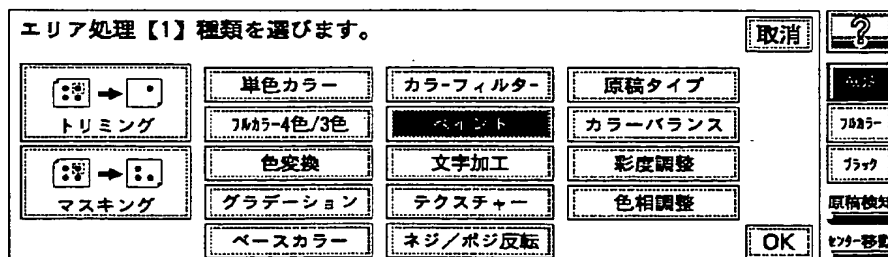 エリア処理【1】種類を選びます。
取消
?
トリミング
マスキング
単色カラー
カラーフィルター
原稿タイプ
フルカラー4色/3色
ペイント
カラーバランス
色変換
文字加工
彩度調整
グラデーション
テクスチャー
色相調整
ベースカラー
ネジ/ポジ反転
OK
フルカラー
ブラック
原稿検知
センター移動